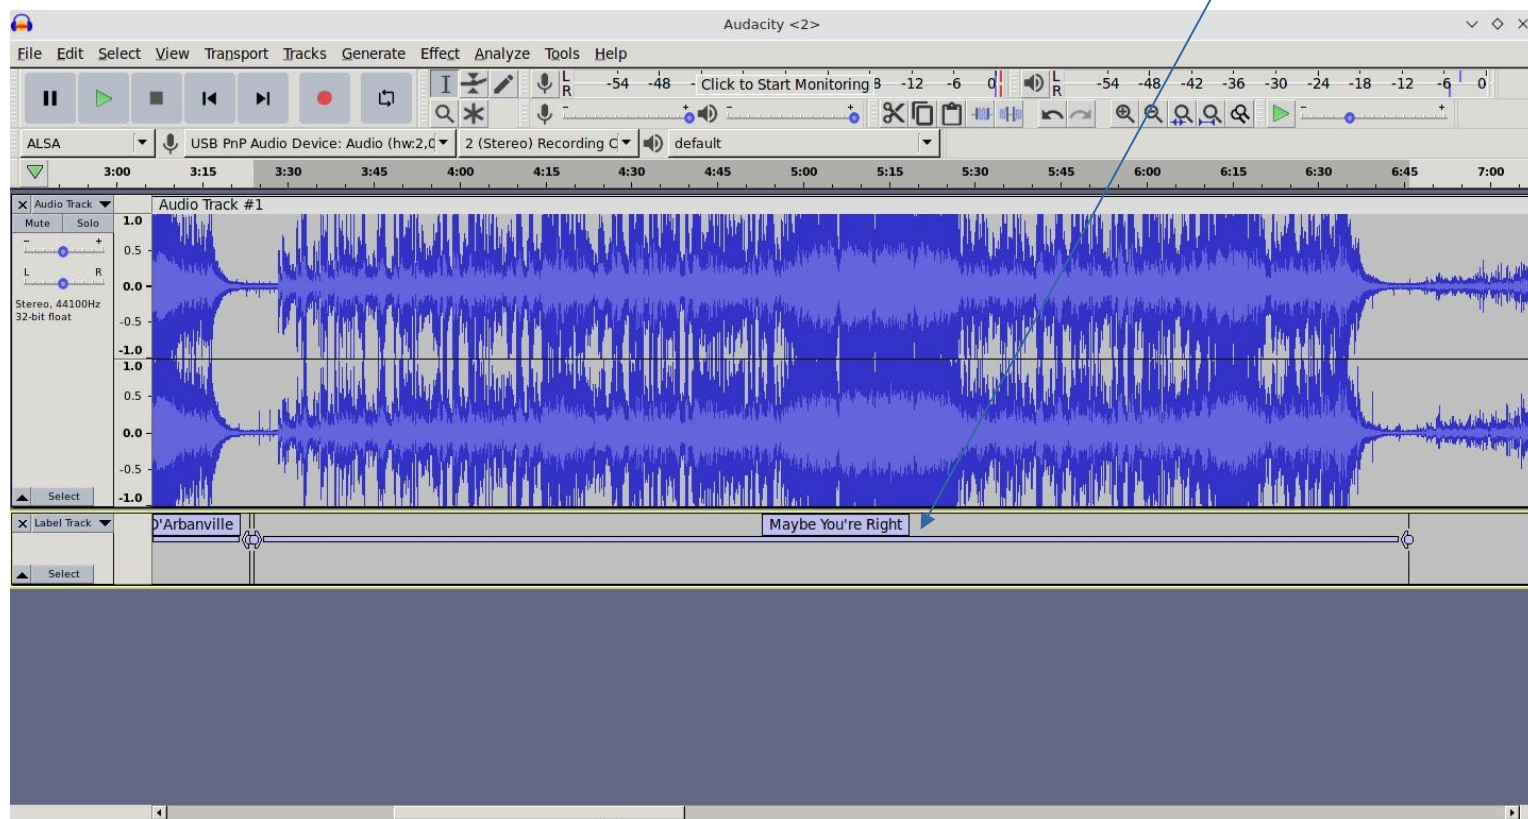 Audacity <2>
File Edit Select View Transport Tracks Generate Effect Analyze Tools Help
L
R -54 -48 - Click to Start Monitoring 8 -12 -6 0 L
R -54 -48 -42 -36 -30 -24 -18 -12 -6 0
- + - + - +
ALSA USB PnP Audio Device: Audio (hw:2,0 2 (Stereo) Recording C default
3:00 3:15 3:30 3:45 4:00 4:15 4:30 4:45 5:00 5:15 5:30 5:45 6:00 6:15 6:30 6:45 7:00
Audio Track Audio Track #1
Mute Solo 1.0
- + 0.5
L R 0.0
Stereo, 44100Hz
32-bit float -0.5
-1.0
1.0
0.5
0.0
-0.5
Select -1.0
Label Track D'Arbanville Maybe You're Right
Select